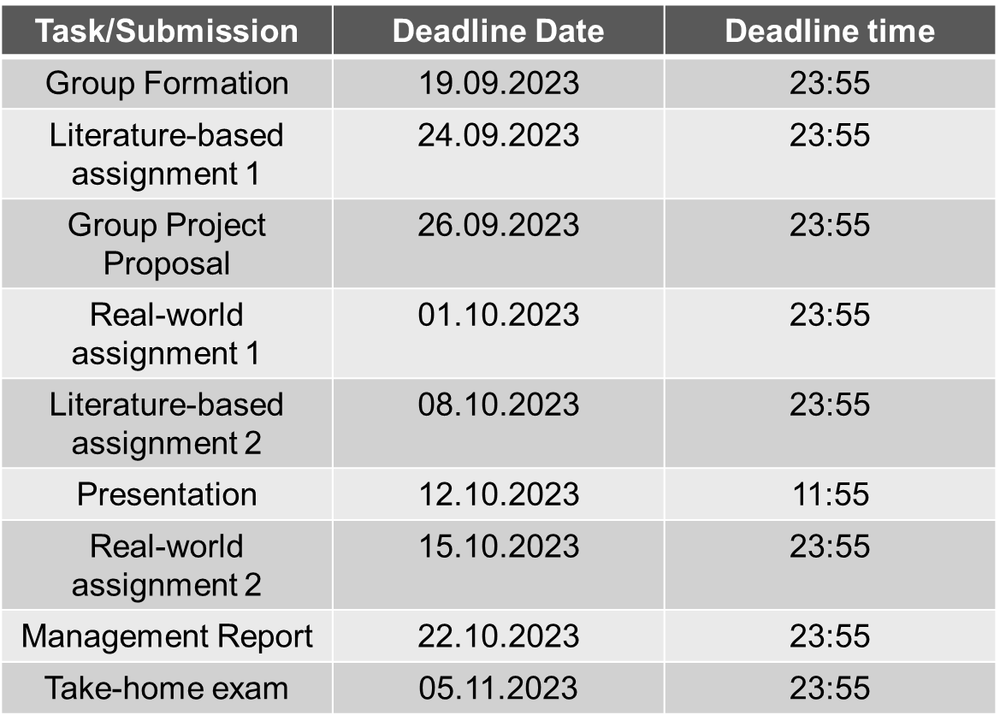 Task/Submission Deadline Date Deadline time
Group Formation 19.09.2023 23:55
Literature-based 24.09.2023 23:55
assignment 1
Group Project 26.09.2023 23:55
Proposal
Real-world 01.10.2023 23:55
assignment 1
Literature-based 08.10.2023 23:55
assignment 2
Presentation 12.10.2023 11:55
Real-world 15.10.2023 23:55
assignment 2
Management Report 22.10.2023 23:55
Take-home exam 05.11.2023 23:55